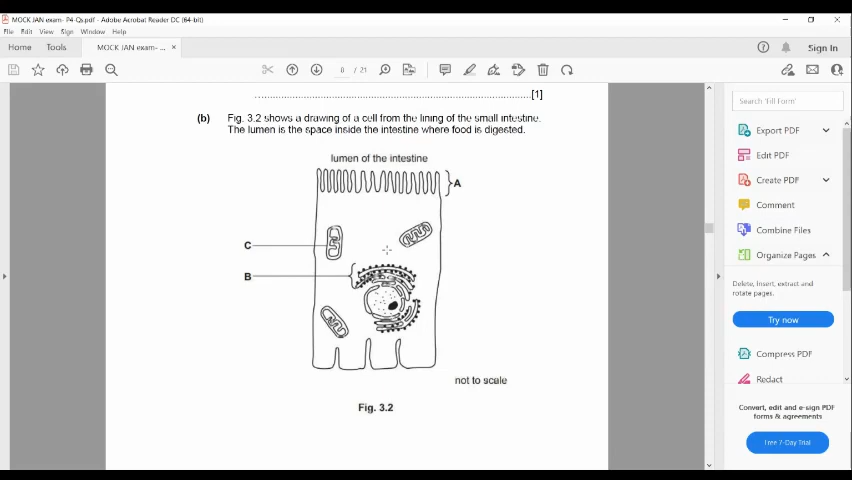 MOCK JAN exam- P4-Qs.pdf - Adobe Acrobat Reader DC (64-bit)
File Edit View Sign Window Help
Home Tools MOCK JAN exam- ... × Sign In
8 / 21
[1]
(b) Fig. 3.2 shows a drawing of a cell from the lining of the small intestine.
The lumen is the space inside the intestine where food is digested.
lumen of the intestine
A
C
B
not to scale
Fig. 3.2
Search 'Fill Form'
Export PDF
Edit PDF
Create PDF
Comment
Combine Files
Organize Pages
Delete, insert, extract and
rotate pages.
Try now
Compress PDF
Redact
Convert, edit and e-sign PDF
forms & agreements
Free 7-Day Trial